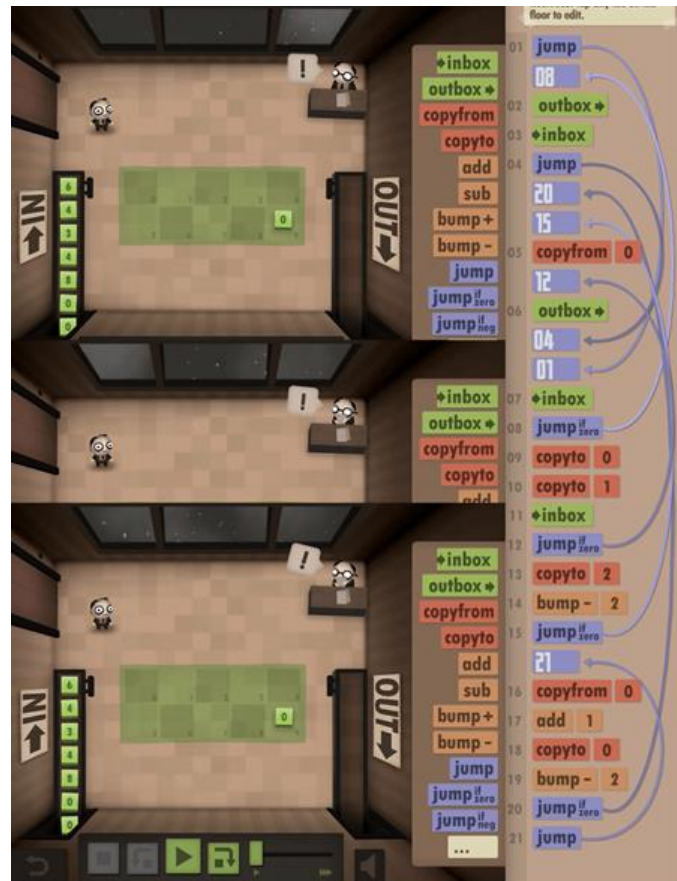 floor to edit.
IN
OUT
6
4
3
4
8
0
0
0
inbox
outbox
copyfrom
copyto
add
sub
bump +
bump -
jump
jump if zero
jump if neg
inbox
outbox
copyfrom
copyto
add
IN
OUT
6
4
3
4
8
0
0
0
inbox
outbox
copyfrom
copyto
add
sub
bump +
bump -
jump
jump if zero
jump if neg
...
01 jump
08
02 outbox
03 inbox
04 jump
20
15
05 copyfrom 0
12
06 outbox
04
01
07 inbox
08 jump if zero
09 copyto 0
10 copyto 1
11 inbox
12 jump if zero
13 copyto 2
14 bump - 2
15 jump if zero
21
16 copyfrom 0
17 add 1
18 copyto 0
19 bump - 2
20 jump if zero
21 jump